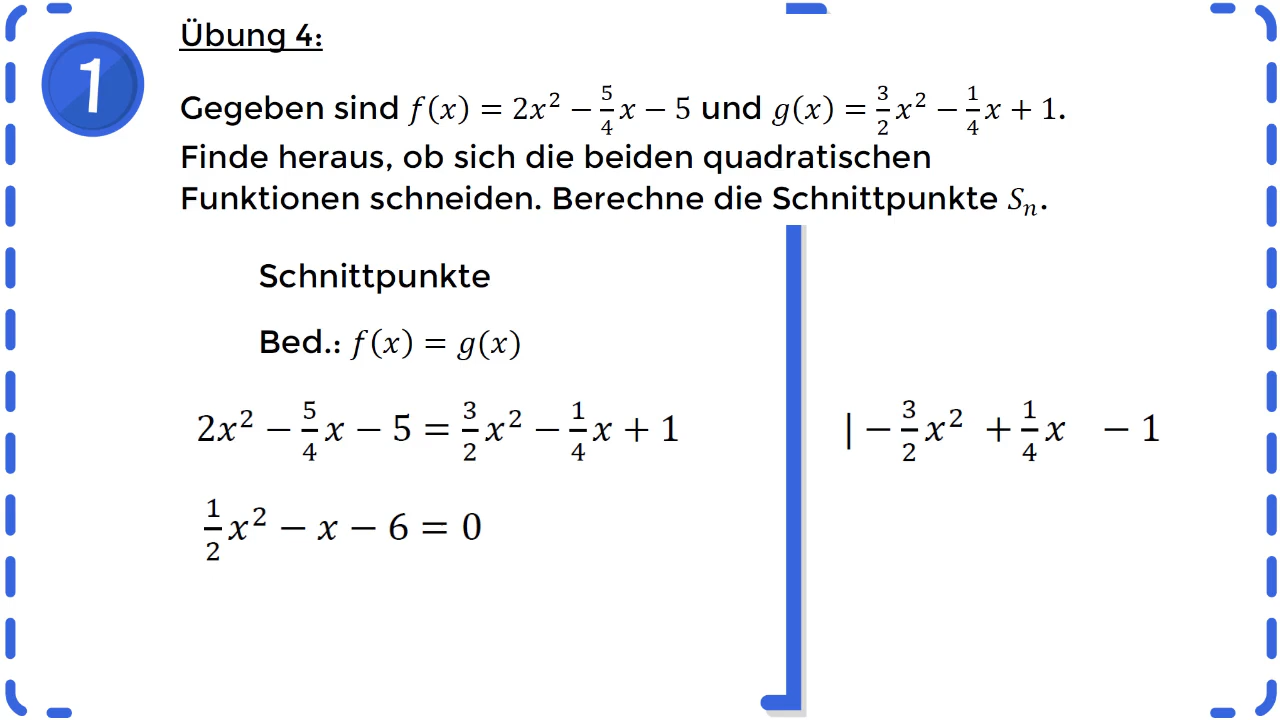 1
Übung 4:
Gegeben sind f(x) = 2x² − 5/4 x − 5 und g(x) = 3/2 x² − 1/4 x + 1.
Finde heraus, ob sich die beiden quadratischen
Funktionen schneiden. Berechne die Schnittpunkte Sₙ.
Schnittpunkte
Bed.: f(x) = g(x)
2x² − 5/4 x − 5 = 3/2 x² − 1/4 x + 1 | − 3/2 x² + 1/4 x − 1
1/2 x² − x − 6 = 0